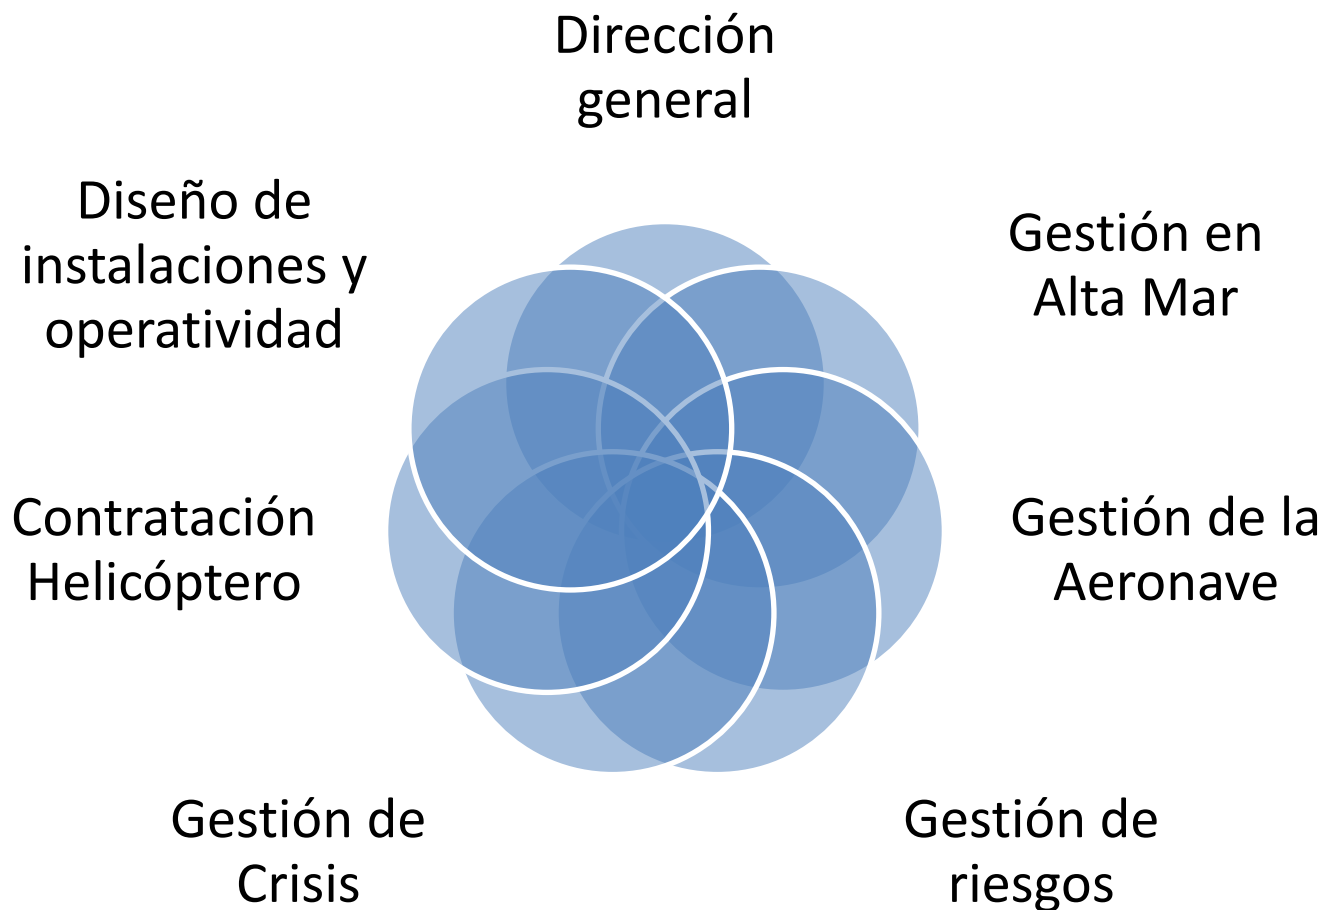 Dirección
general
Diseño de
instalaciones y
operatividad
Gestión en
Alta Mar
Contratación
Helicóptero
Gestión de la
Aeronave
Gestión de
Crisis
Gestión de
riesgos